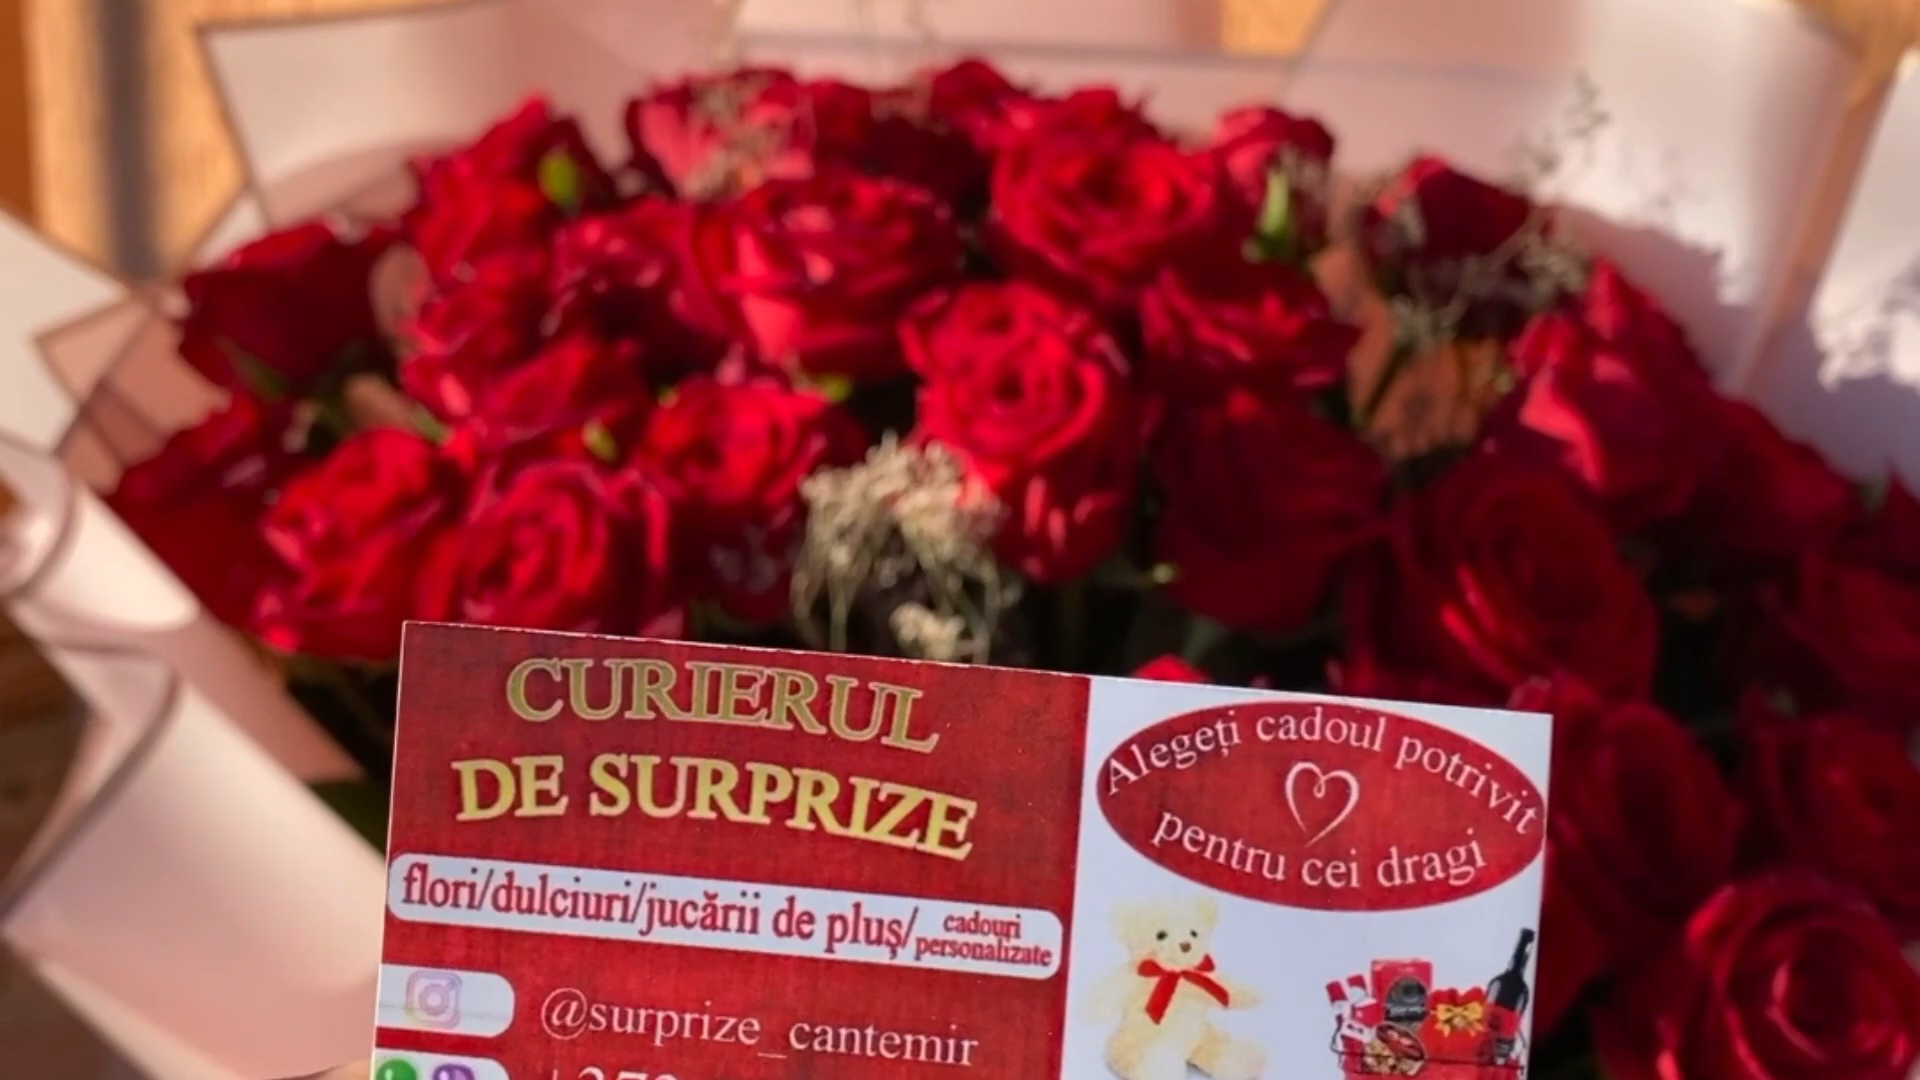 CURIERUL
DE SURPRIZE
flori/dulciuri/jucării de pluș/ cadouri
personalizate
@surprize_cantemir
Alegeți cadoul potrivit
pentru cei dragi